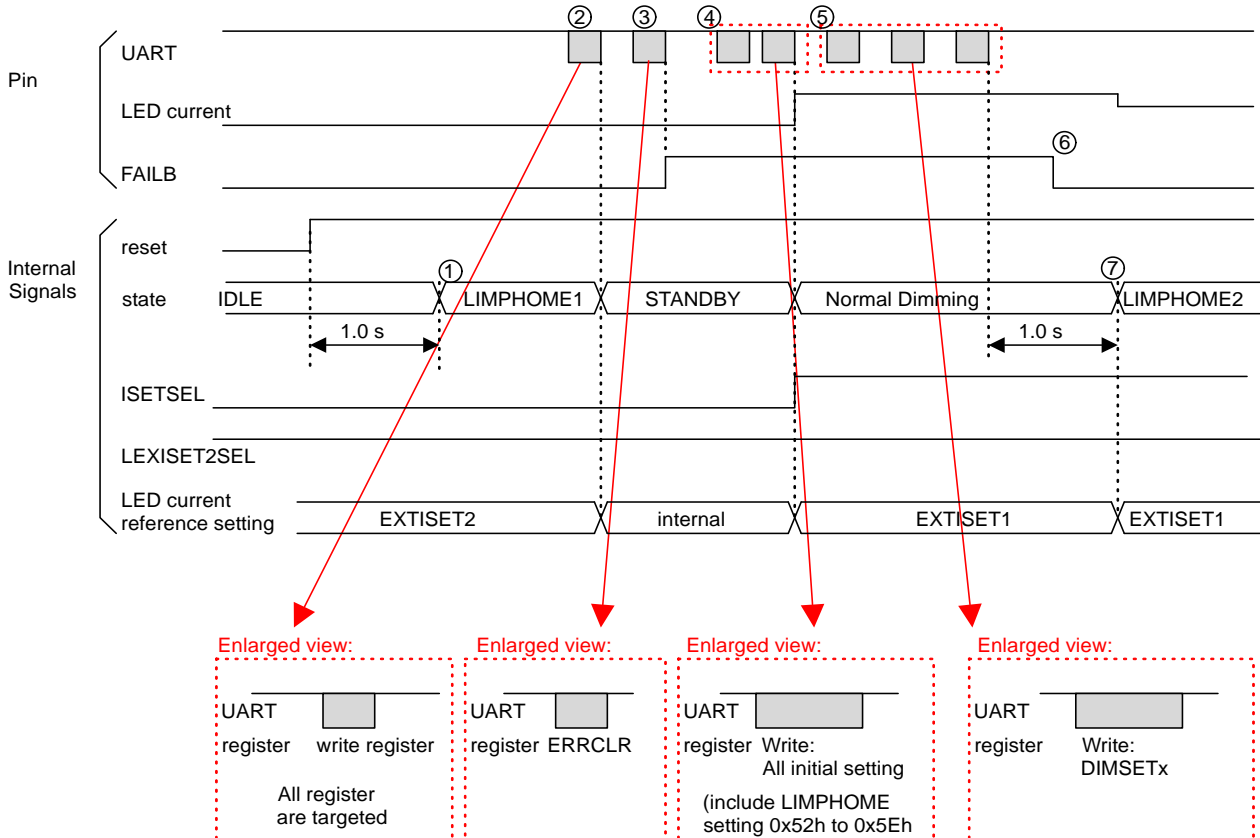 ② ③ ④ ⑤
UART
Pin
LED current
⑥
FAILB
reset
Internal
Signals
① ⑦
state IDLE LIMPHOME1 STANDBY Normal Dimming LIMPHOME2
1.0 s 1.0 s
ISETSEL
LEXISET2SEL
LED current
reference setting EXTISET2 internal EXTISET1 EXTISET1
Enlarged view:
UART
register write register
All register
are targeted
Enlarged view:
UART
register ERRCLR
Enlarged view:
UART
register Write:
All initial setting
(include LIMPHOME
setting 0x52h to 0x5Eh
Enlarged view:
UART
register Write:
DIMSETx